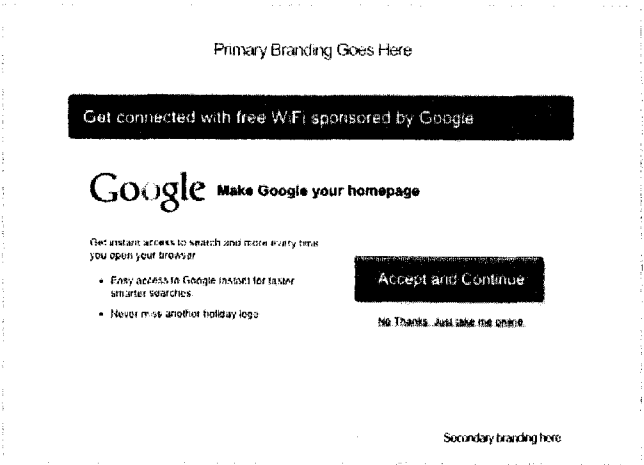 Primary Branding Goes Here
Get connected with free WiFi sponsored by Google
Google Make Google your homepage
Get instant access to search and more every time
you open your browser
• Easy access to Google Instant for faster
smarter searches
• Never miss another holiday logo
Accept and Continue
No Thanks. Just take me online.
Secondary branding here